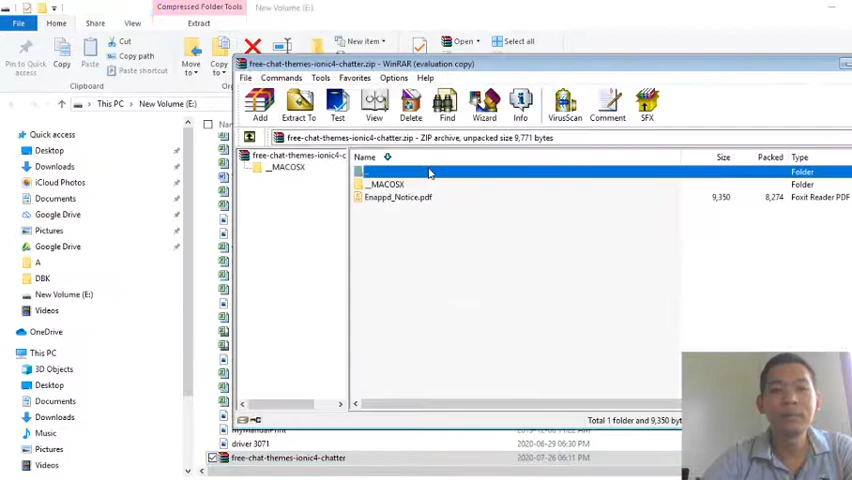 Compressed Folder Tools
New Volume (E:)
File
Home
Share
View
Extract
Pin to Quick access
Copy
Paste
Cut
Copy path
Paste shortcut
Move to
Copy
New item
Open
Select all
free-chat-themes-ionic4-chatter.zip - WinRAR (evaluation copy)
File Commands Tools Favorites Options Help
Add Extract To Test View Delete Find Wizard Info VirusScan Comment SFX
free-chat-themes-ionic4-chatter.zip - ZIP archive, unpacked size 9,771 bytes
This PC
New Volume (E:)
free-chat-themes-ionic4-c
__MACOSX
Name Size Packed Type
.. Folder
__MACOSX Folder
Enappd_Notice.pdf 9,350 8,274 Foxit Reader PDF
Total 1 folder and 9,350 byt
Quick access
Desktop
Downloads
iCloud Photos
Documents
Google Drive
Pictures
Google Drive
A
DBK
New Volume (E:)
Videos
OneDrive
This PC
3D Objects
Desktop
Documents
Downloads
Music
Pictures
Videos
driver 3071 2020-06-29 06:30 PM
free-chat-themes-ionic4-chatter 2020-07-26 06:11 PM